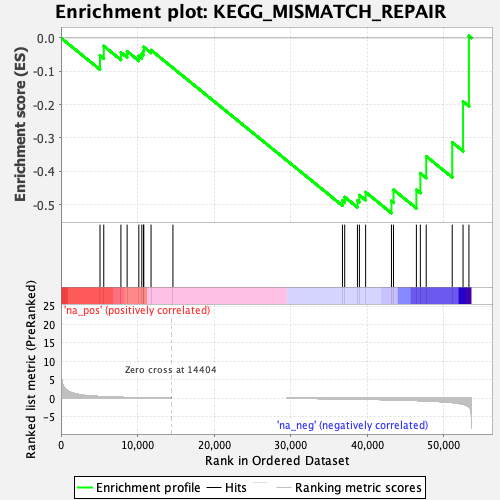 Enrichment plot: KEGG_MISMATCH_REPAIR
Enrichment score (ES)
0.0
-0.1
-0.2
-0.3
-0.4
-0.5
'na_pos' (positively correlated)
Zero cross at 14404
'na_neg' (negatively correlated)
Ranked list metric (PreRanked)
25
20
15
10
5
0
-5
0 10,000 20,000 30,000 40,000 50,000
Rank in Ordered Dataset
Enrichment profile Hits Ranking metric scores